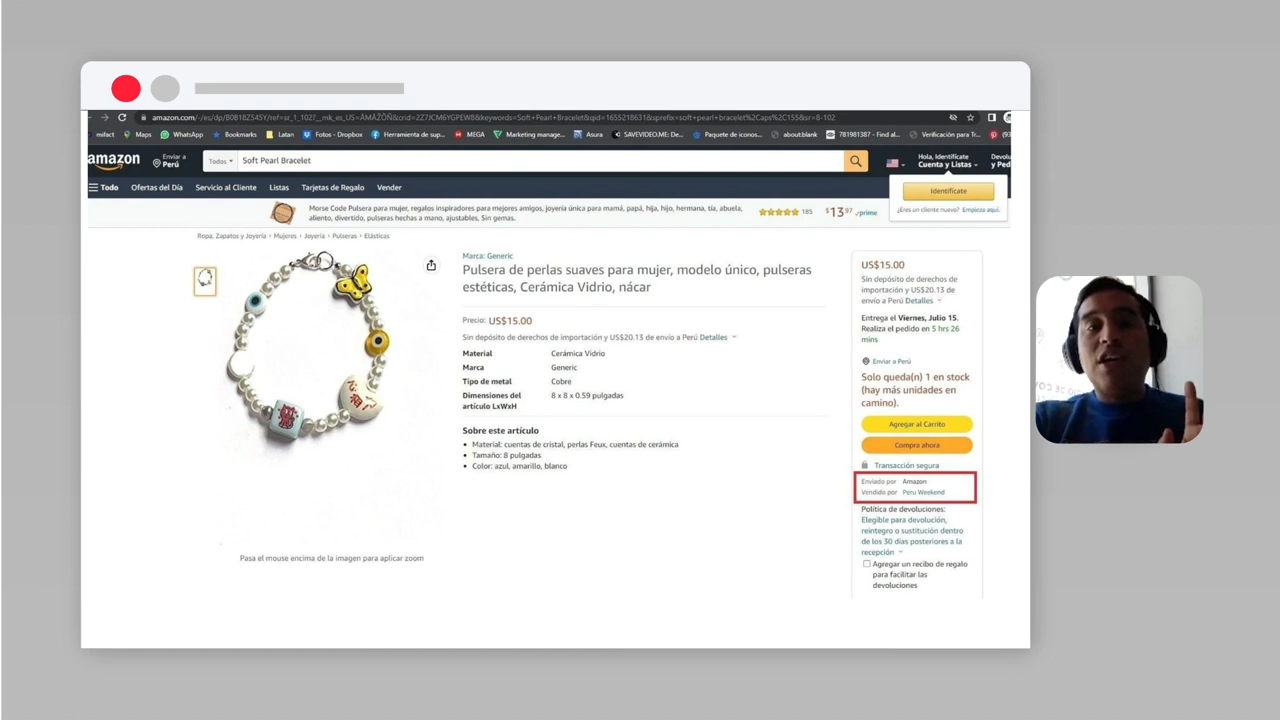 amazon.com/-/es/dp/B0B18Z545Y/ref=sr_1_102?__mk_es_US=ÅMÅŽÕÑ&crid=2Z7JCM6YGPEW8&keywords=Soft+Pearl+Bracelet&qid=1655218631&sprefix=soft+pearl+bracelet%2Caps%2C155&sr=8-102
mifact Maps WhatsApp Bookmarks Latan Fotos - Dropbox Herramienta de sup... MEGA Marketing manage... Asura SAVEVIDEO.ME: De... Paquete de iconos... about:blank 781981387 - Find al... Verificación para Tr...
amazon
Enviar a
Perú
Todos
Soft Pearl Bracelet
Hola, Identifícate
Cuenta y Listas
Devolu
y Ped
Todo Ofertas del Día Servicio al Cliente Listas Tarjetas de Regalo Vender
Identifícate
¿Eres un cliente nuevo? Empieza aquí.
Morse Code Pulsera para mujer, regalos inspiradores para mejores amigos, joyería única para mamá, papá, hija, hijo, hermana, tía, abuela,
aliento, divertido, pulseras hechas a mano, ajustables, Sin gemas.
185
$13⁹⁷ prime
Ropa, Zapatos y Joyería › Mujeres › Joyería › Pulseras › Elásticas
Marca: Generic
Pulsera de perlas suaves para mujer, modelo único, pulseras
estéticas, Cerámica Vidrio, nácar
Precio: US$15.00
Sin depósito de derechos de importación y US$20.13 de envío a Perú Detalles
Material Cerámica Vidrio
Marca Generic
Tipo de metal Cobre
Dimensiones del 8 x 8 x 0.59 pulgadas
artículo LxWxH
Sobre este artículo
• Material: cuentas de cristal, perlas Feux, cuentas de cerámica
• Tamaño: 8 pulgadas
• Color: azul, amarillo, blanco
Pasa el mouse encima de la imagen para aplicar zoom
US$15.00
Sin depósito de derechos de
importación y US$20.13 de
envío a Perú Detalles
Entrega el Viernes, Julio 15.
Realiza el pedido en 5 hrs 26
mins
Enviar a Perú
Solo queda(n) 1 en stock
(hay más unidades en
camino).
Agregar al Carrito
Compra ahora
Transacción segura
Enviado por Amazon
Vendido por Peru Weekend
Política de devoluciones:
Elegible para devolución,
reintegro o sustitución dentro
de los 30 días posteriores a la
recepción
Agregar un recibo de regalo
para facilitar las
devoluciones